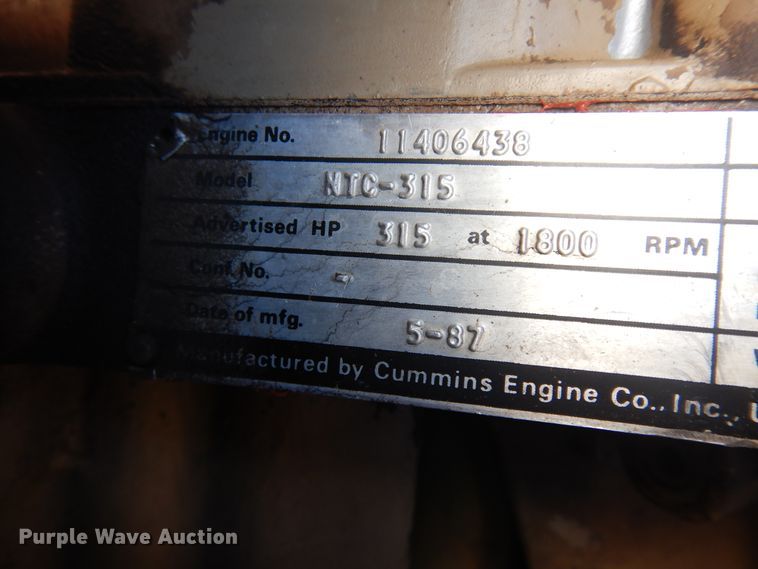 Engine No. 11406438
Model NTC-315
Advertised HP 315 at 1800 RPM
Conf. No. -
Date of mfg. 5-87
Manufactured by Cummins Engine Co., Inc.,
Purple Wave Auction